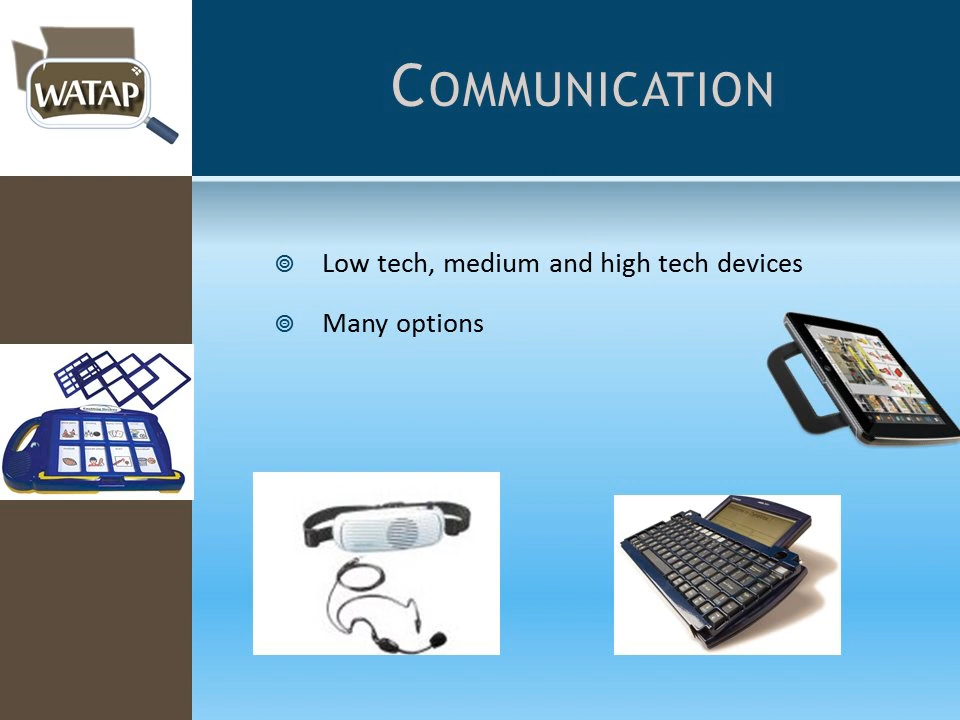 WATAP
COMMUNICATION
Low tech, medium and high tech devices
Many options